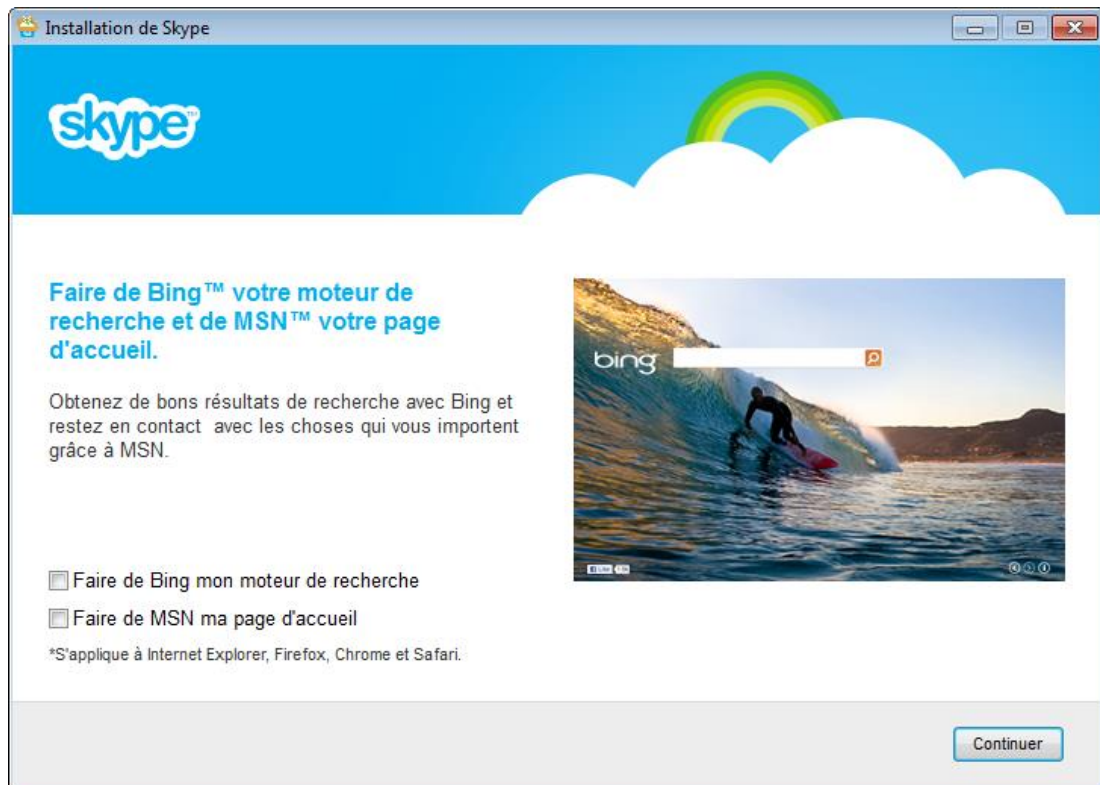 Installation de Skype
skype™
Faire de Bing™ votre moteur de
recherche et de MSN™ votre page
d'accueil.
Obtenez de bons résultats de recherche avec Bing et
restez en contact  avec les choses qui vous importent
grâce à MSN.
bing
Like
Faire de Bing mon moteur de recherche
Faire de MSN ma page d'accueil
*S'applique à Internet Explorer, Firefox, Chrome et Safari.
Continuer